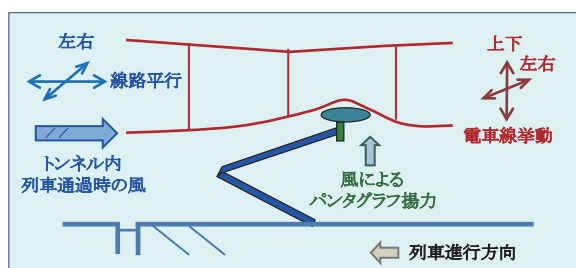 左右
線路平行
トンネル内
列車通過時の風
上下
左右
電車線挙動
風による
パンタグラフ揚力
列車進行方向